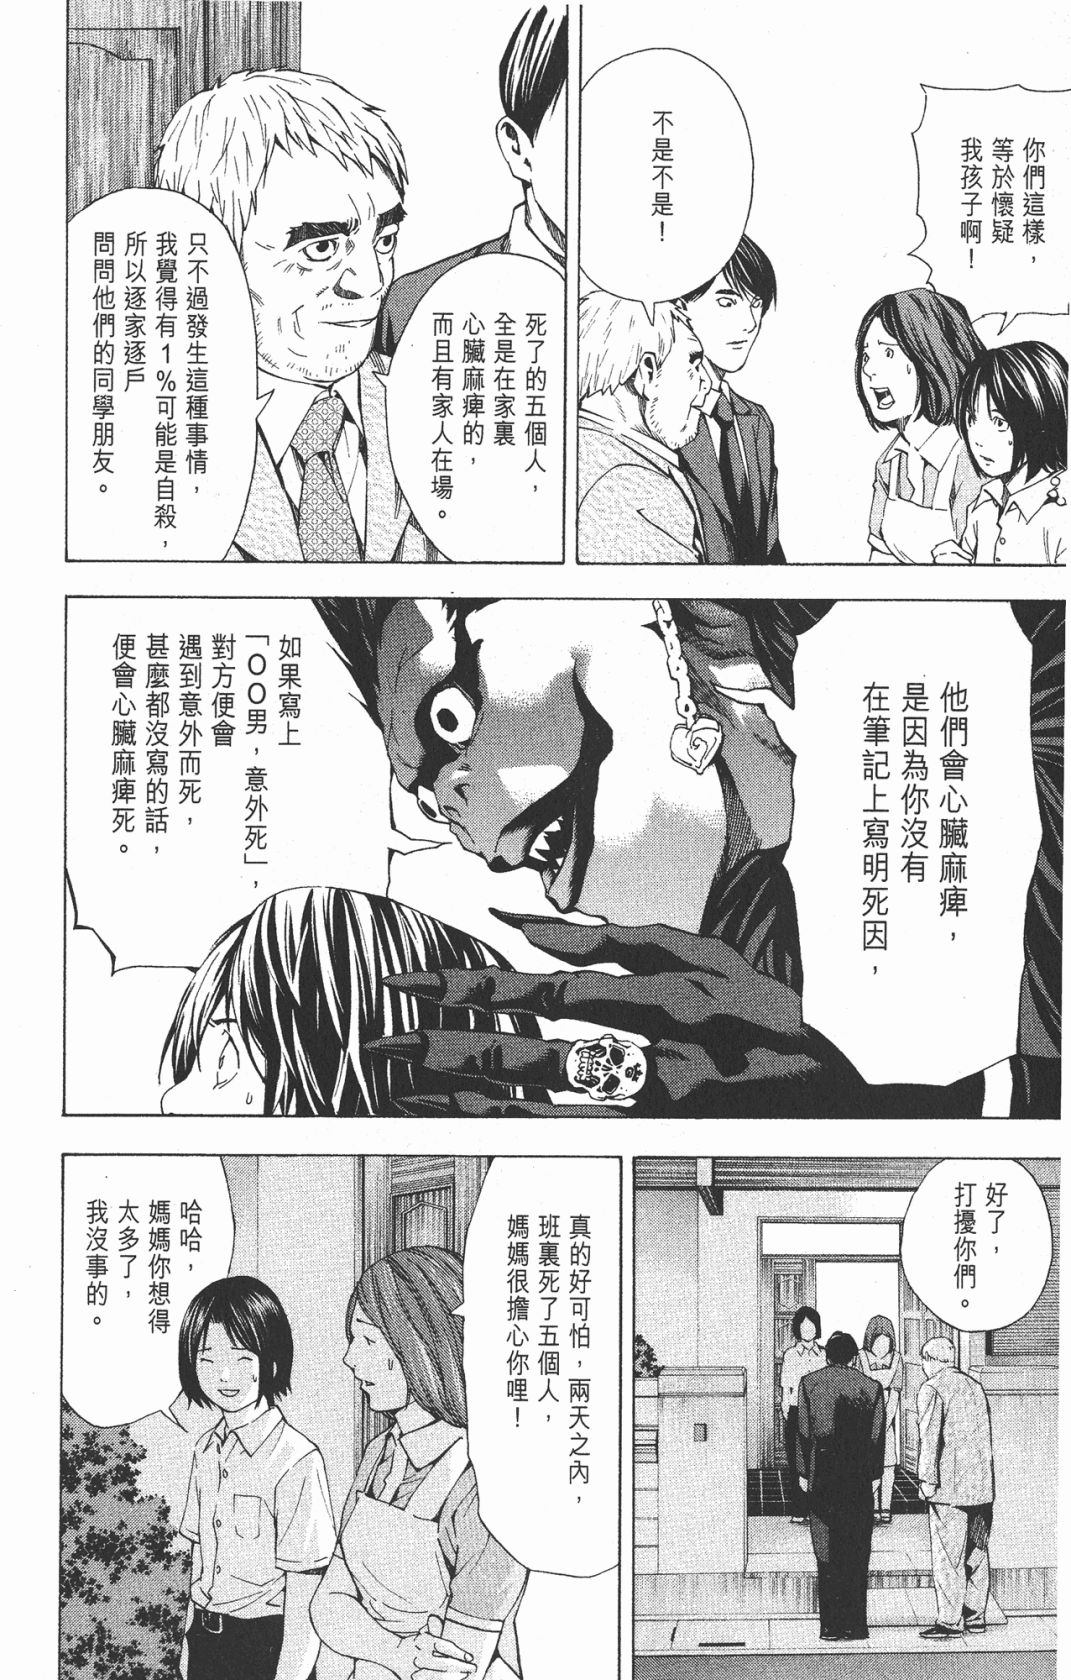 你們這樣，
等於懷疑
我孩子啊！
不是不是！
死了的五個人，
全是在家裏
心臟麻痺的，
而且有家人在場。
只不過發生這種事情，
我覺得有1%可能是自殺，
所以逐家逐戶
問問他們的同學朋友。
他們會心臟麻痺，
是因為你沒有
在筆記上寫明死因，
如果寫上
「ＯＯ男，意外死」，
對方便會
遇到意外而死，
甚麼都沒寫的話，
便會心臟麻痺死。
好了，
打擾你們。
真的好可怕，兩天之內，
班裏死了五個人，
媽媽很擔心你哩！
哈哈，
媽媽你想得
太多了，
我沒事的。